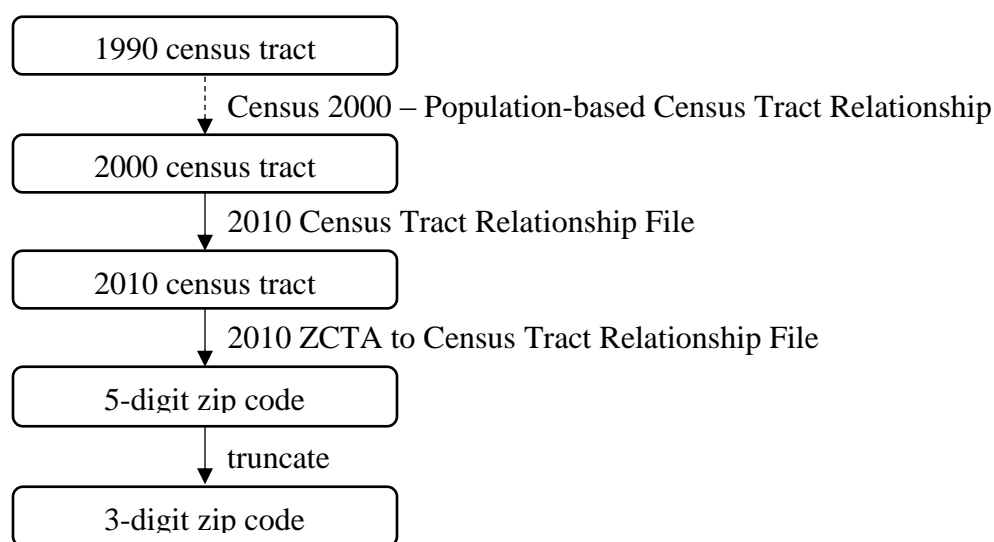 1990 census tract
Census 2000 – Population-based Census Tract Relationship
2000 census tract
2010 Census Tract Relationship File
2010 census tract
2010 ZCTA to Census Tract Relationship File
5-digit zip code
truncate
3-digit zip code